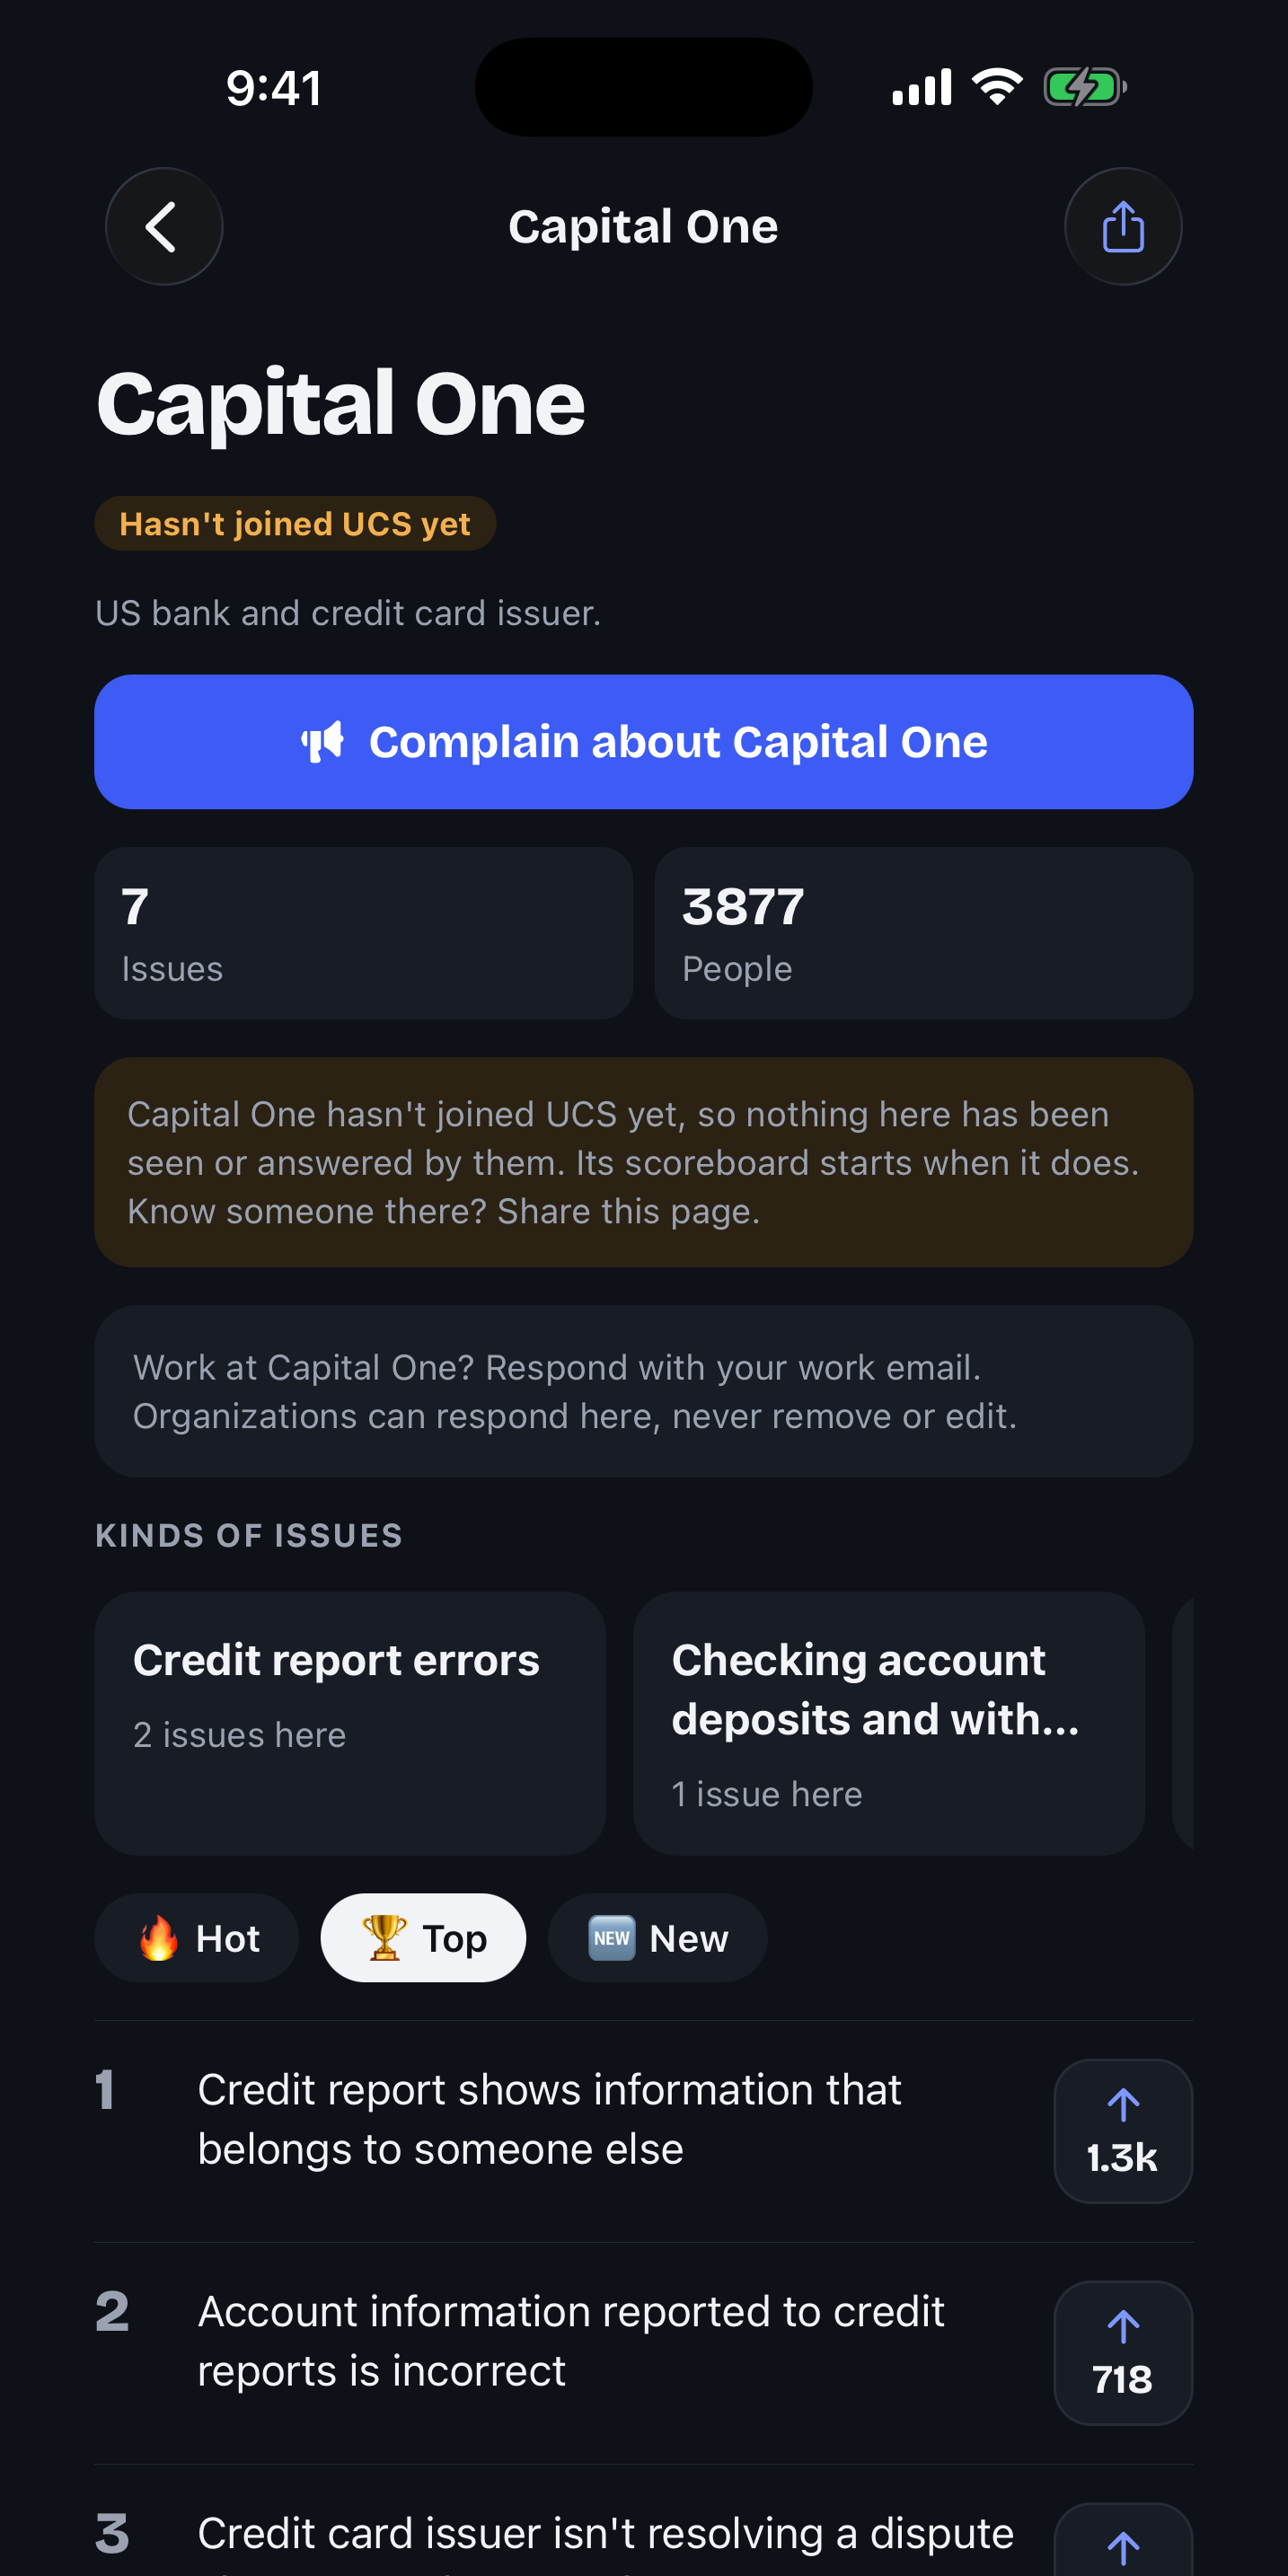 9:41
Capital One
Capital One
Hasn't joined UCS yet
US bank and credit card issuer.
Complain about Capital One
7
Issues
3877
People
Capital One hasn't joined UCS yet, so nothing here has been
seen or answered by them. Its scoreboard starts when it does.
Know someone there? Share this page.
Work at Capital One? Respond with your work email.
Organizations can respond here, never remove or edit.
KINDS OF ISSUES
Credit report errors
2 issues here
Checking account
deposits and with...
1 issue here
🔥 Hot
🏆 Top
🆕 New
1
Credit report shows information that
belongs to someone else
1.3k
2
Account information reported to credit
reports is incorrect
718
3
Credit card issuer isn't resolving a dispute